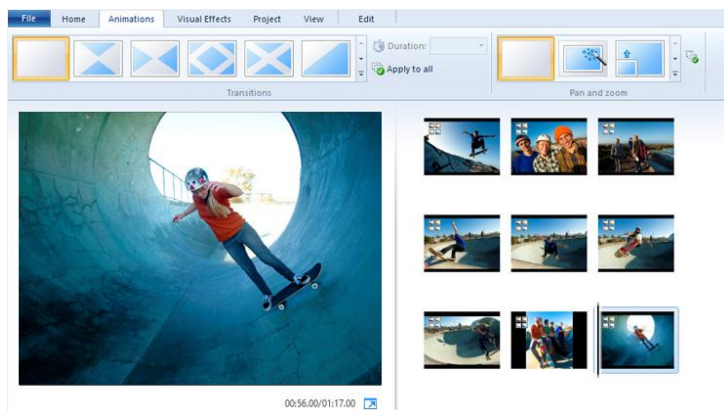 File Home Animations Visual Effects Project View Edit
Duration:
Apply to all
Transitions
Pan and zoom
00:56.00/01:17.00